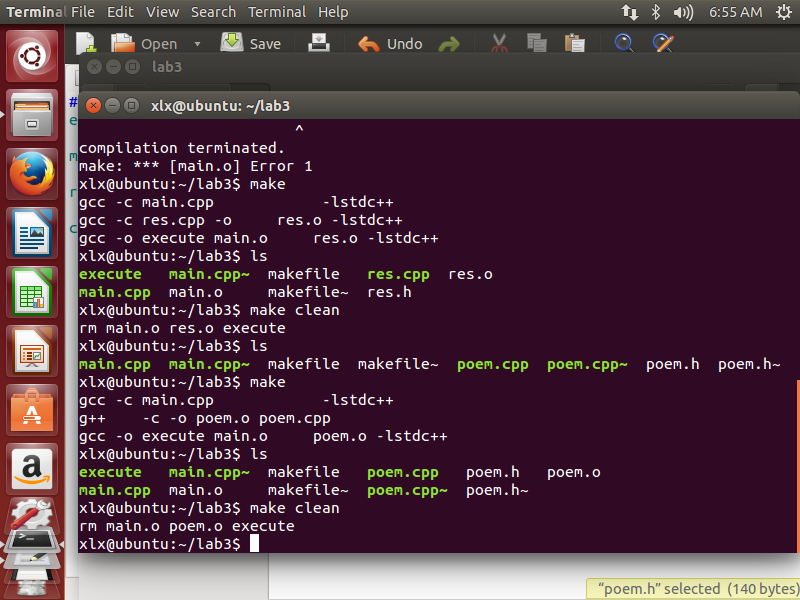 Terminal File Edit View Search Terminal Help 6:55 AM
Open Save Undo
lab3
xlx@ubuntu: ~/lab3
#
e
m
r
c
^
compilation terminated.
make: *** [main.o] Error 1
xlx@ubuntu:~/lab3$ make
gcc -c main.cpp            -lstdc++
gcc -c res.cpp -o     res.o -lstdc++
gcc -o execute main.o     res.o -lstdc++
xlx@ubuntu:~/lab3$ ls
execute   main.cpp~  makefile   res.cpp  res.o
main.cpp  main.o     makefile~  res.h
xlx@ubuntu:~/lab3$ make clean
rm main.o res.o execute
xlx@ubuntu:~/lab3$ ls
main.cpp  main.cpp~  makefile  makefile~  poem.cpp  poem.cpp~  poem.h  poem.h~
xlx@ubuntu:~/lab3$ make
gcc -c main.cpp            -lstdc++
g++    -c -o poem.o poem.cpp
gcc -o execute main.o     poem.o -lstdc++
xlx@ubuntu:~/lab3$ ls
execute   main.cpp~  makefile   poem.cpp   poem.h   poem.o
main.cpp  main.o     makefile~  poem.cpp~  poem.h~
xlx@ubuntu:~/lab3$ make clean
rm main.o poem.o execute
xlx@ubuntu:~/lab3$
“poem.h” selected (140 bytes)